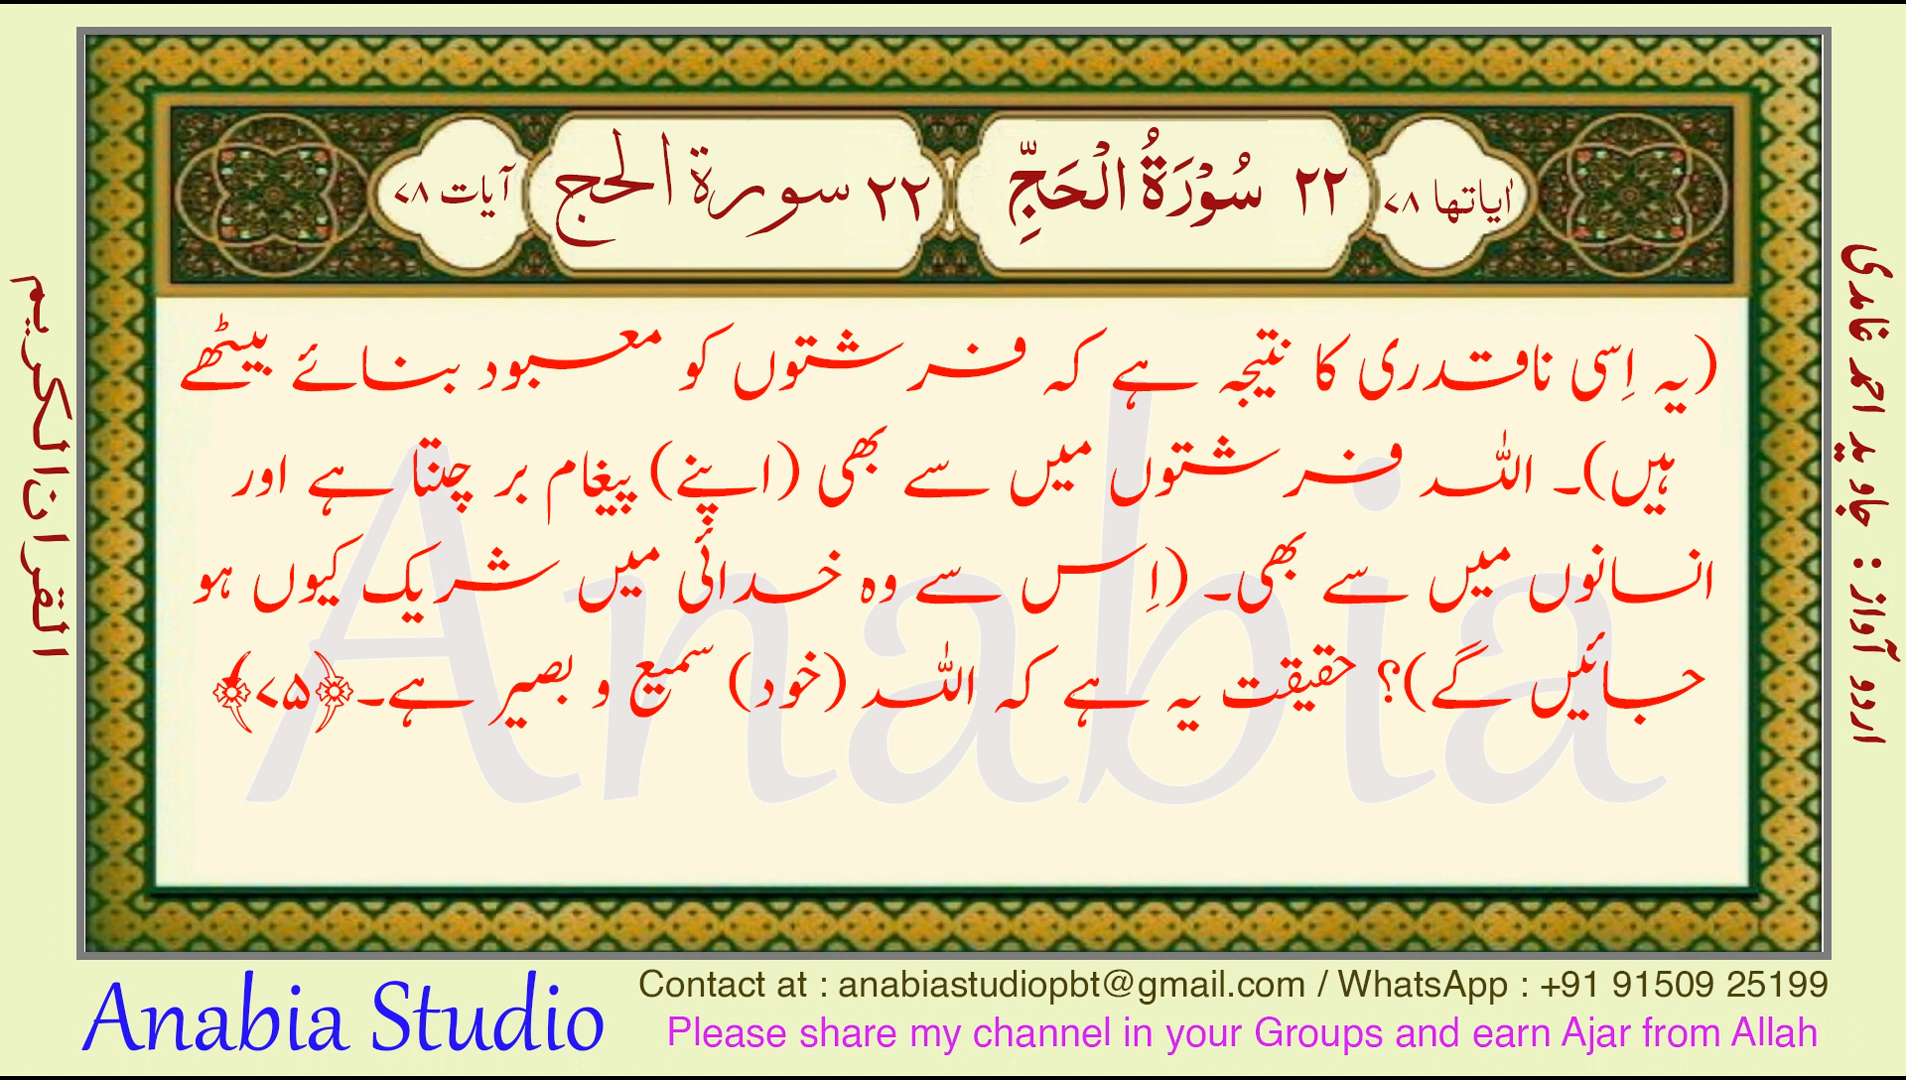 اٰیاتھا ۷۸
۲۲ سُوْرَۃُ الْحَجِّ
۲۲ سورۃ الحج
آیات ۷۸
(یہ اِسی ناقدری کا نتیجہ ہے کہ فرشتوں کو معبود بنائے بیٹھے
ہیں)۔ اللہ فرشتوں میں سے بھی (اپنے) پیغام بر چنتا ہے اور
انسانوں میں سے بھی۔ (اِس سے وہ خدائی میں شریک کیوں ہو
جائیں گے)؟ حقیقت یہ ہے کہ اللہ (خود) سمیع و بصیر ہے۔﴿۷۵﴾
Anabia
القرآن الکریم
اردو آواز : جاوید احمد غامدی
Anabia Studio
Contact at : anabiastudiopbt@gmail.com / WhatsApp : +91 91509 25199
Please share my channel in your Groups and earn Ajar from Allah